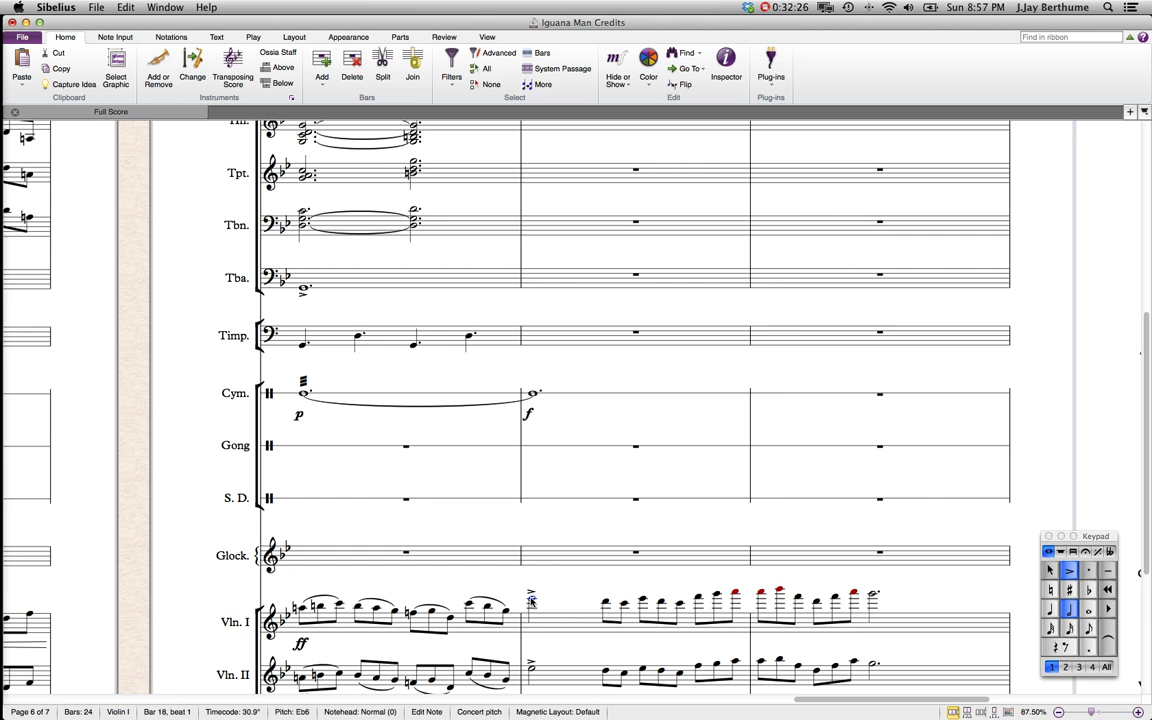 Sibelius File Edit Window Help 0:32:26 Sun 8:57 PM J.Jay Berthume
Iguana Man Credits
File Home Note Input Notations Text Play Layout Appearance Parts Review View Find in ribbon
Paste Cut Copy Capture Idea Select Graphic Add or Remove Change Transposing Score Ossia Staff Above Below Add Delete Split Join Filters Advanced All None Bars System Passage More Hide or Show Color Find Go To Flip Inspector Plug-ins
Clipboard Instruments Bars Select Edit Plug-ins
Full Score
Tpt.
Tbn.
Tba.
Timp.
Cym.
p f
Gong
S. D.
Keypad
Glock.
Vln. I
ff
Vln. II
1 2 3 4 All
Page 6 of 7 Bars: 24 Violin I Bar 18, beat 1 Timecode: 30.9" Pitch: Eb6 Notehead: Normal (0) Edit Note Concert pitch Magnetic Layout: Default 87.50%